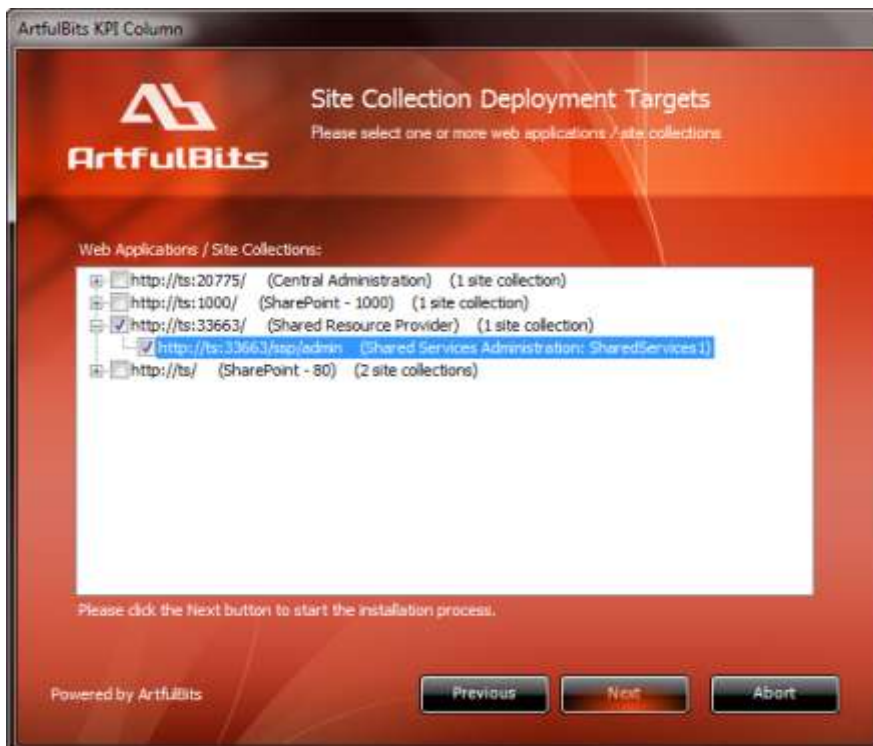 ArtfulBits KPI Column
Site Collection Deployment Targets
Please select one or more web applications / site collections
ArtfulBits
Web Applications / Site Collections:
http://ts:20775/ (Central Administration) (1 site collection)
http://ts:1000/ (SharePoint - 1000) (1 site collection)
http://ts:33663/ (Shared Resource Provider) (1 site collection)
http://ts:33663/ssp/admin (Shared Services Administration: SharedServices1)
http://ts/ (SharePoint - 80) (2 site collections)
Please click the Next button to start the installation process.
Powered by ArtfulBits
Previous
Next
Abort